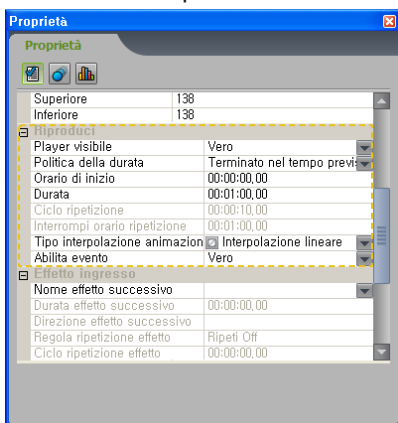 Proprietà
Proprietà
Superiore 138
Inferiore 138
Riproduci
Player visibile Vero
Politica della durata Terminato nel tempo previ
Orario di inizio 00:00:00,00
Durata 00:01:00,00
Ciclo ripetizione 00:00:10,00
Interrompi orario ripetizione 00:01:00,00
Tipo interpolazione animazion Interpolazione lineare
Abilita evento Vero
Effetto ingresso
Nome effetto successivo
Durata effetto successivo 00:00:00,00
Direzione effetto successivo
Regola ripetizione effetto Ripeti Off
Ciclo ripetizione effetto 00:00:00,00